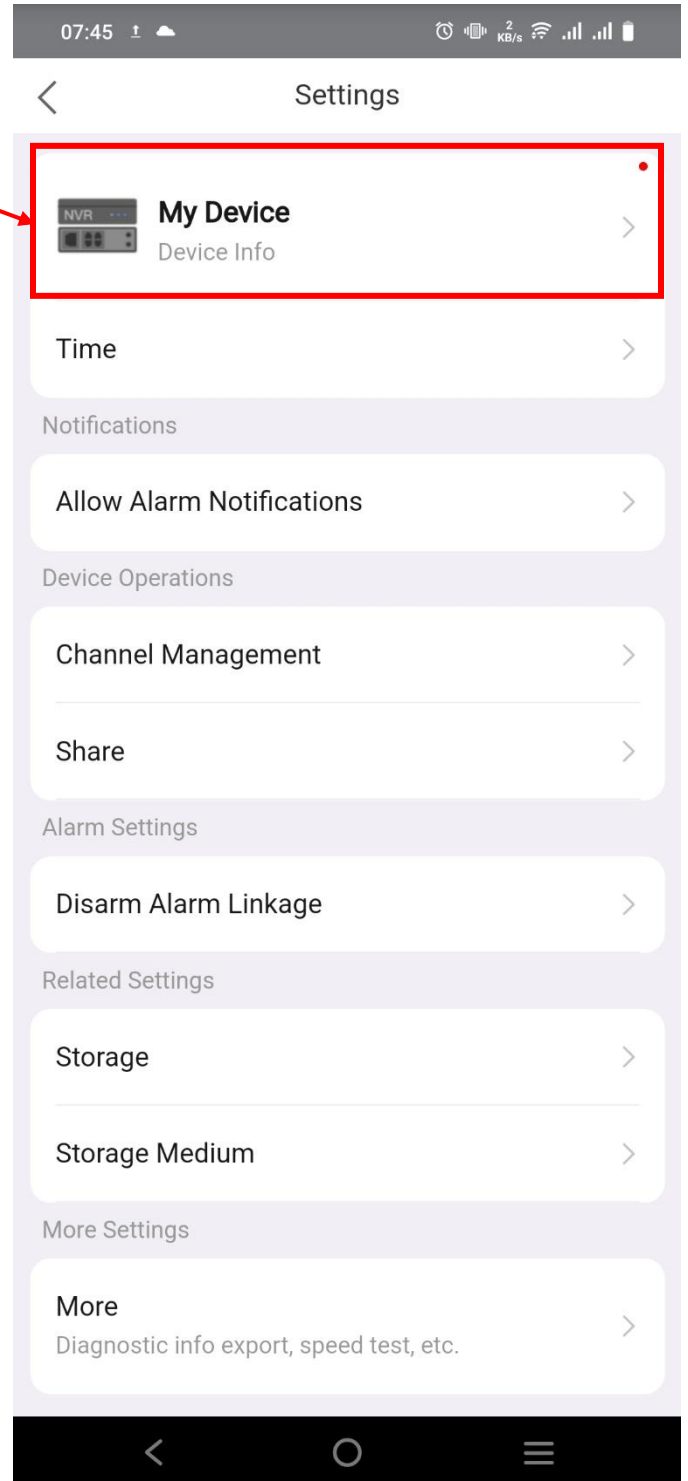 07:45
2
KB/s
Settings
NVR
My Device
Device Info
Time
Notifications
Allow Alarm Notifications
Device Operations
Channel Management
Share
Alarm Settings
Disarm Alarm Linkage
Related Settings
Storage
Storage Medium
More Settings
More
Diagnostic info export, speed test, etc.